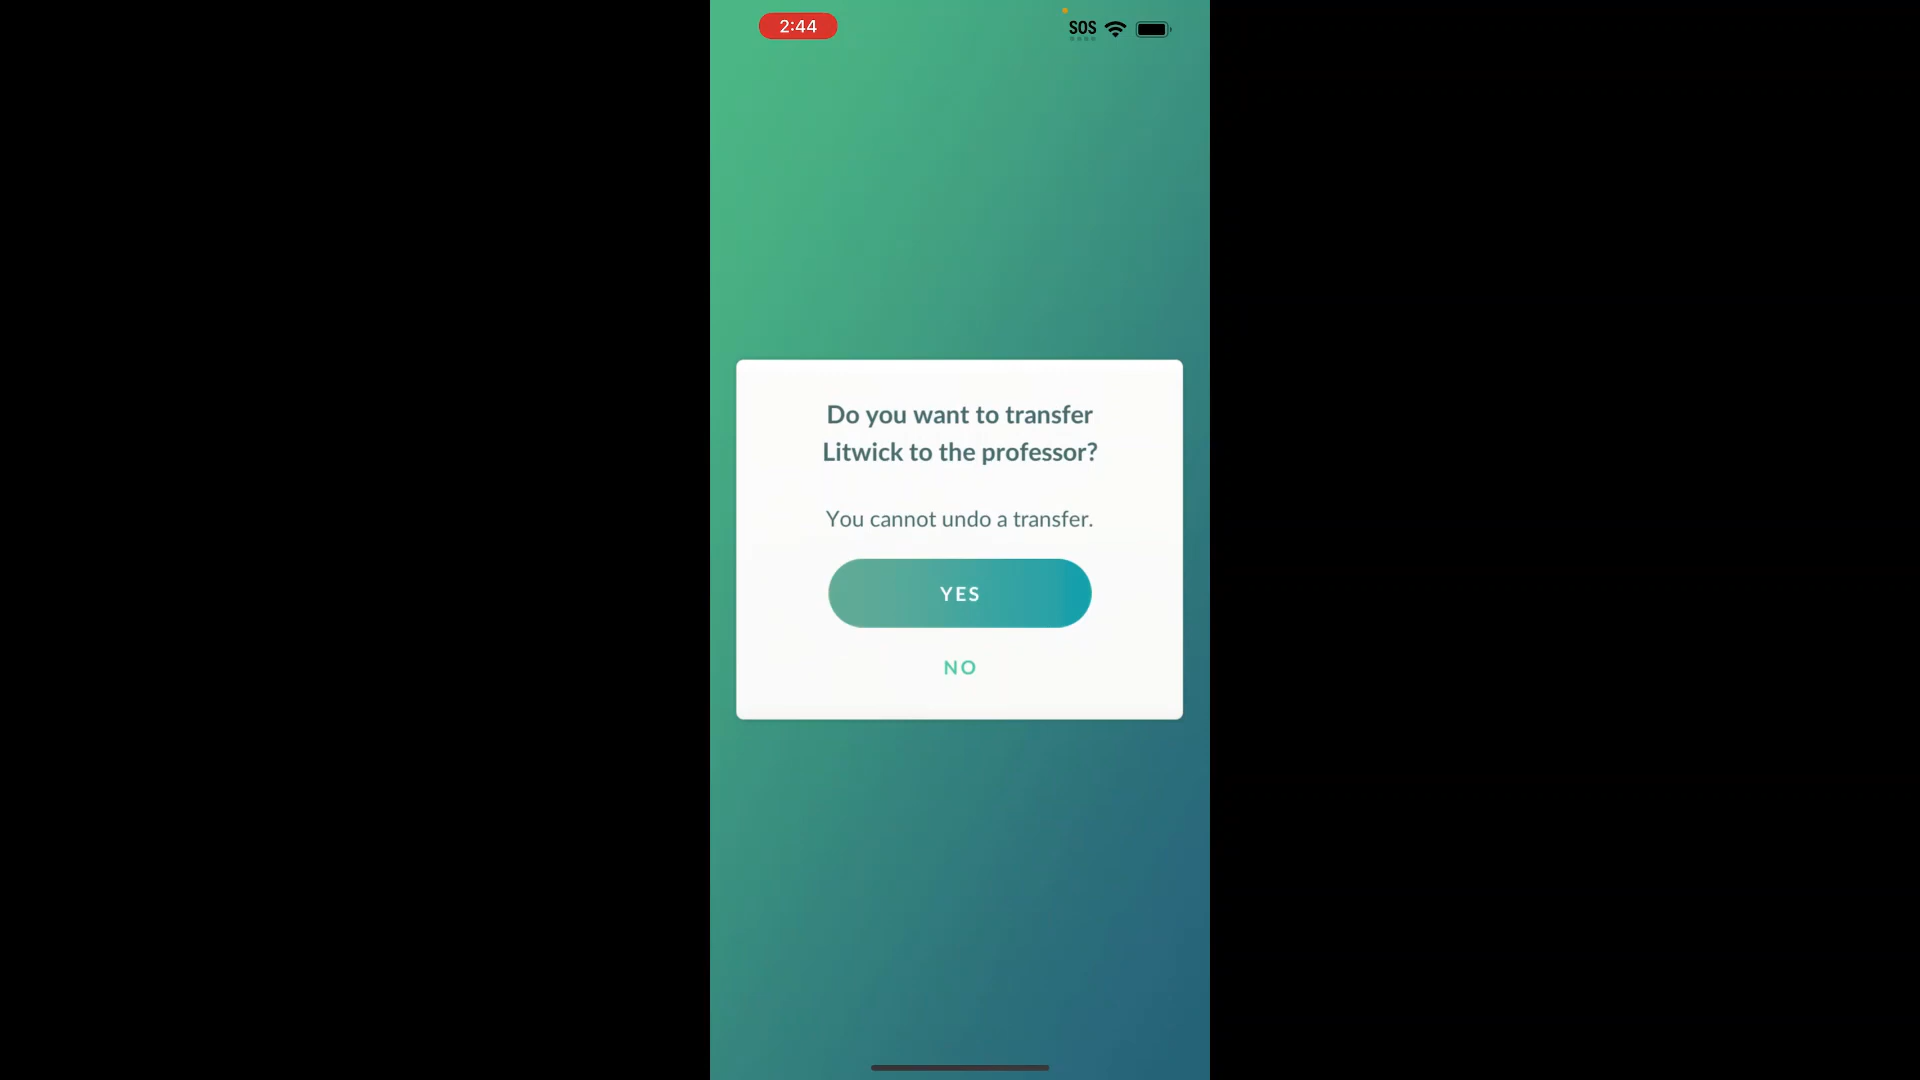 2:44
SOS
Do you want to transfer
Litwick to the professor?
You cannot undo a transfer.
YES
NO